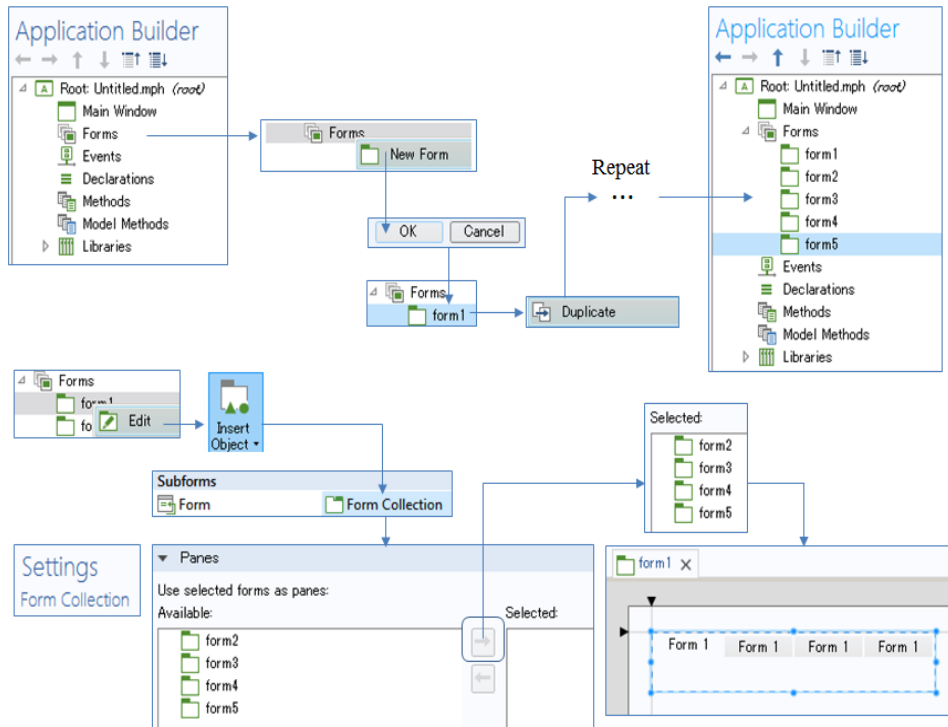 Application Builder
Root: Untitled.mph (root)
Main Window
Forms
Events
Declarations
Methods
Model Methods
Libraries
Forms
New Form
OK Cancel
Forms
form1
Duplicate
Repeat
...
Application Builder
Root: Untitled.mph (root)
Main Window
Forms
form1
form2
form3
form4
form5
Events
Declarations
Methods
Model Methods
Libraries
Forms
form1
fo
Edit
Insert
Object
Subforms
Form Form Collection
Settings
Form Collection
Panes
Use selected forms as panes:
Available: Selected:
form2
form3
form4
form5
Selected:
form2
form3
form4
form5
form1
Form 1 Form 1 Form 1 Form 1